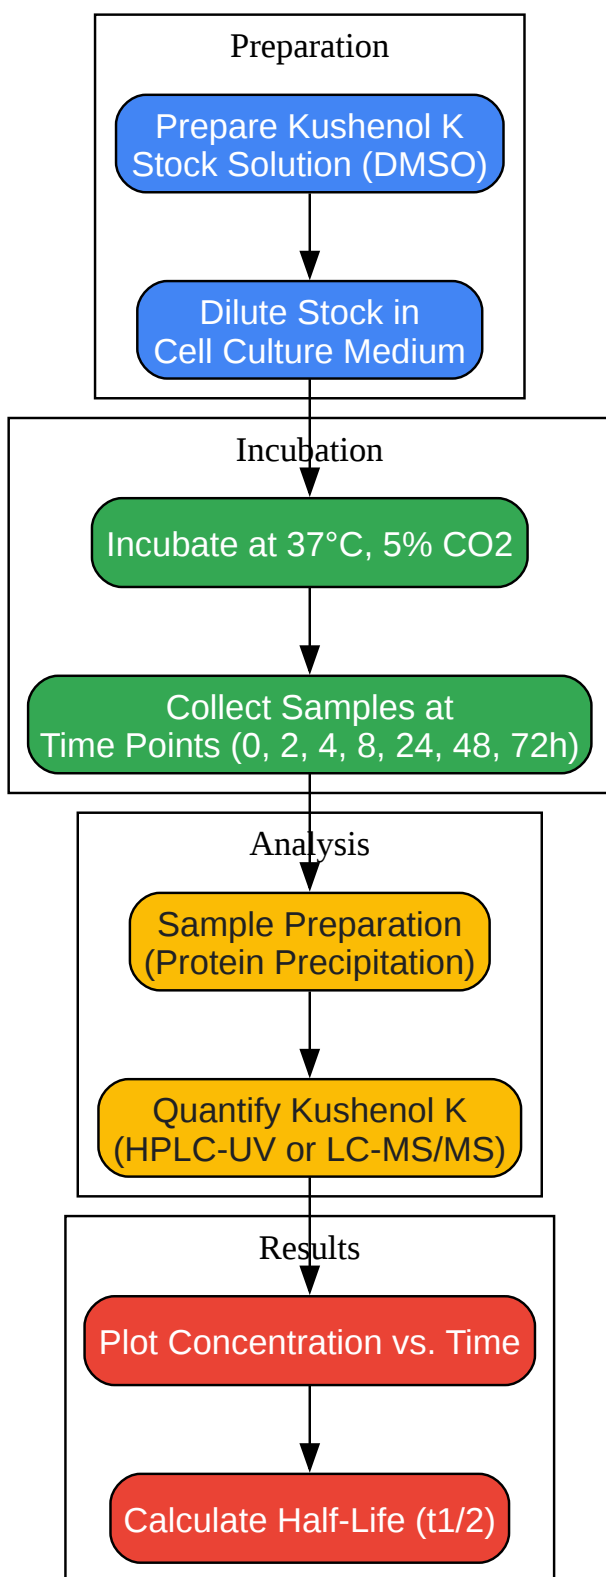 Preparation
Prepare Kushenol K
Stock Solution (DMSO)
Dilute Stock in
Cell Culture Medium
Incubation
Incubate at 37°C, 5% CO2
Collect Samples at
Time Points (0, 2, 4, 8, 24, 48, 72h)
Analysis
Sample Preparation
(Protein Precipitation)
Quantify Kushenol K
(HPLC-UV or LC-MS/MS)
Results
Plot Concentration vs. Time
Calculate Half-Life (t1/2)